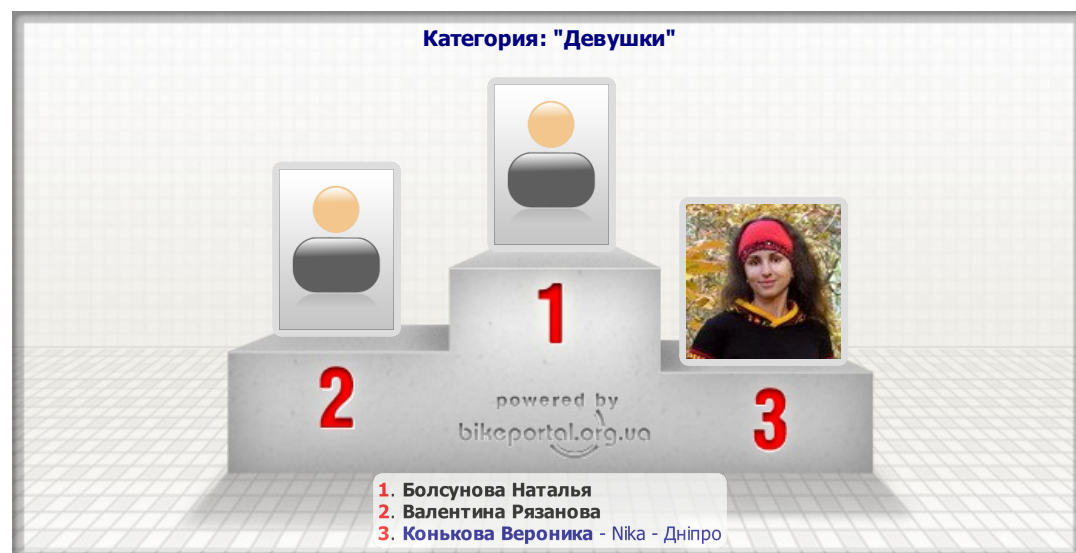 Категория: "Девушки"
1
2
3
powered by
bikeportal.org.ua
1. Болсунова Наталья
2. Валентина Рязанова
3. Конькова Вероника - Nika - Дніпро